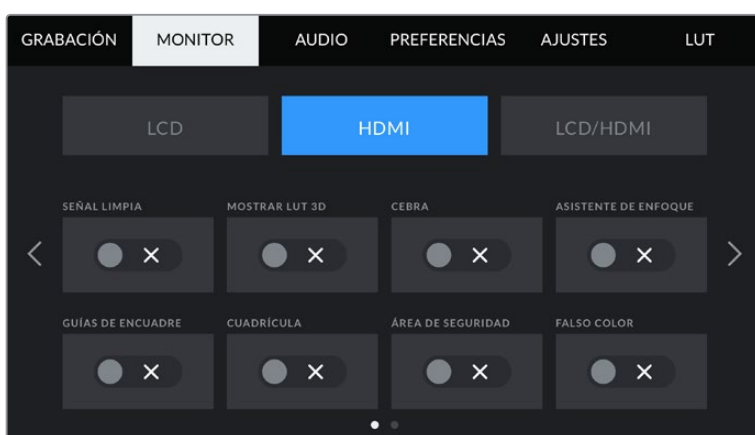 GRABACIÓN MONITOR AUDIO PREFERENCIAS AJUSTES LUT
LCD HDMI LCD/HDMI
SEÑAL LIMPIA MOSTRAR LUT 3D CEBRA ASISTENTE DE ENFOQUE
GUÍAS DE ENCUADRE CUADRÍCULA ÁREA DE SEGURIDAD FALSO COLOR